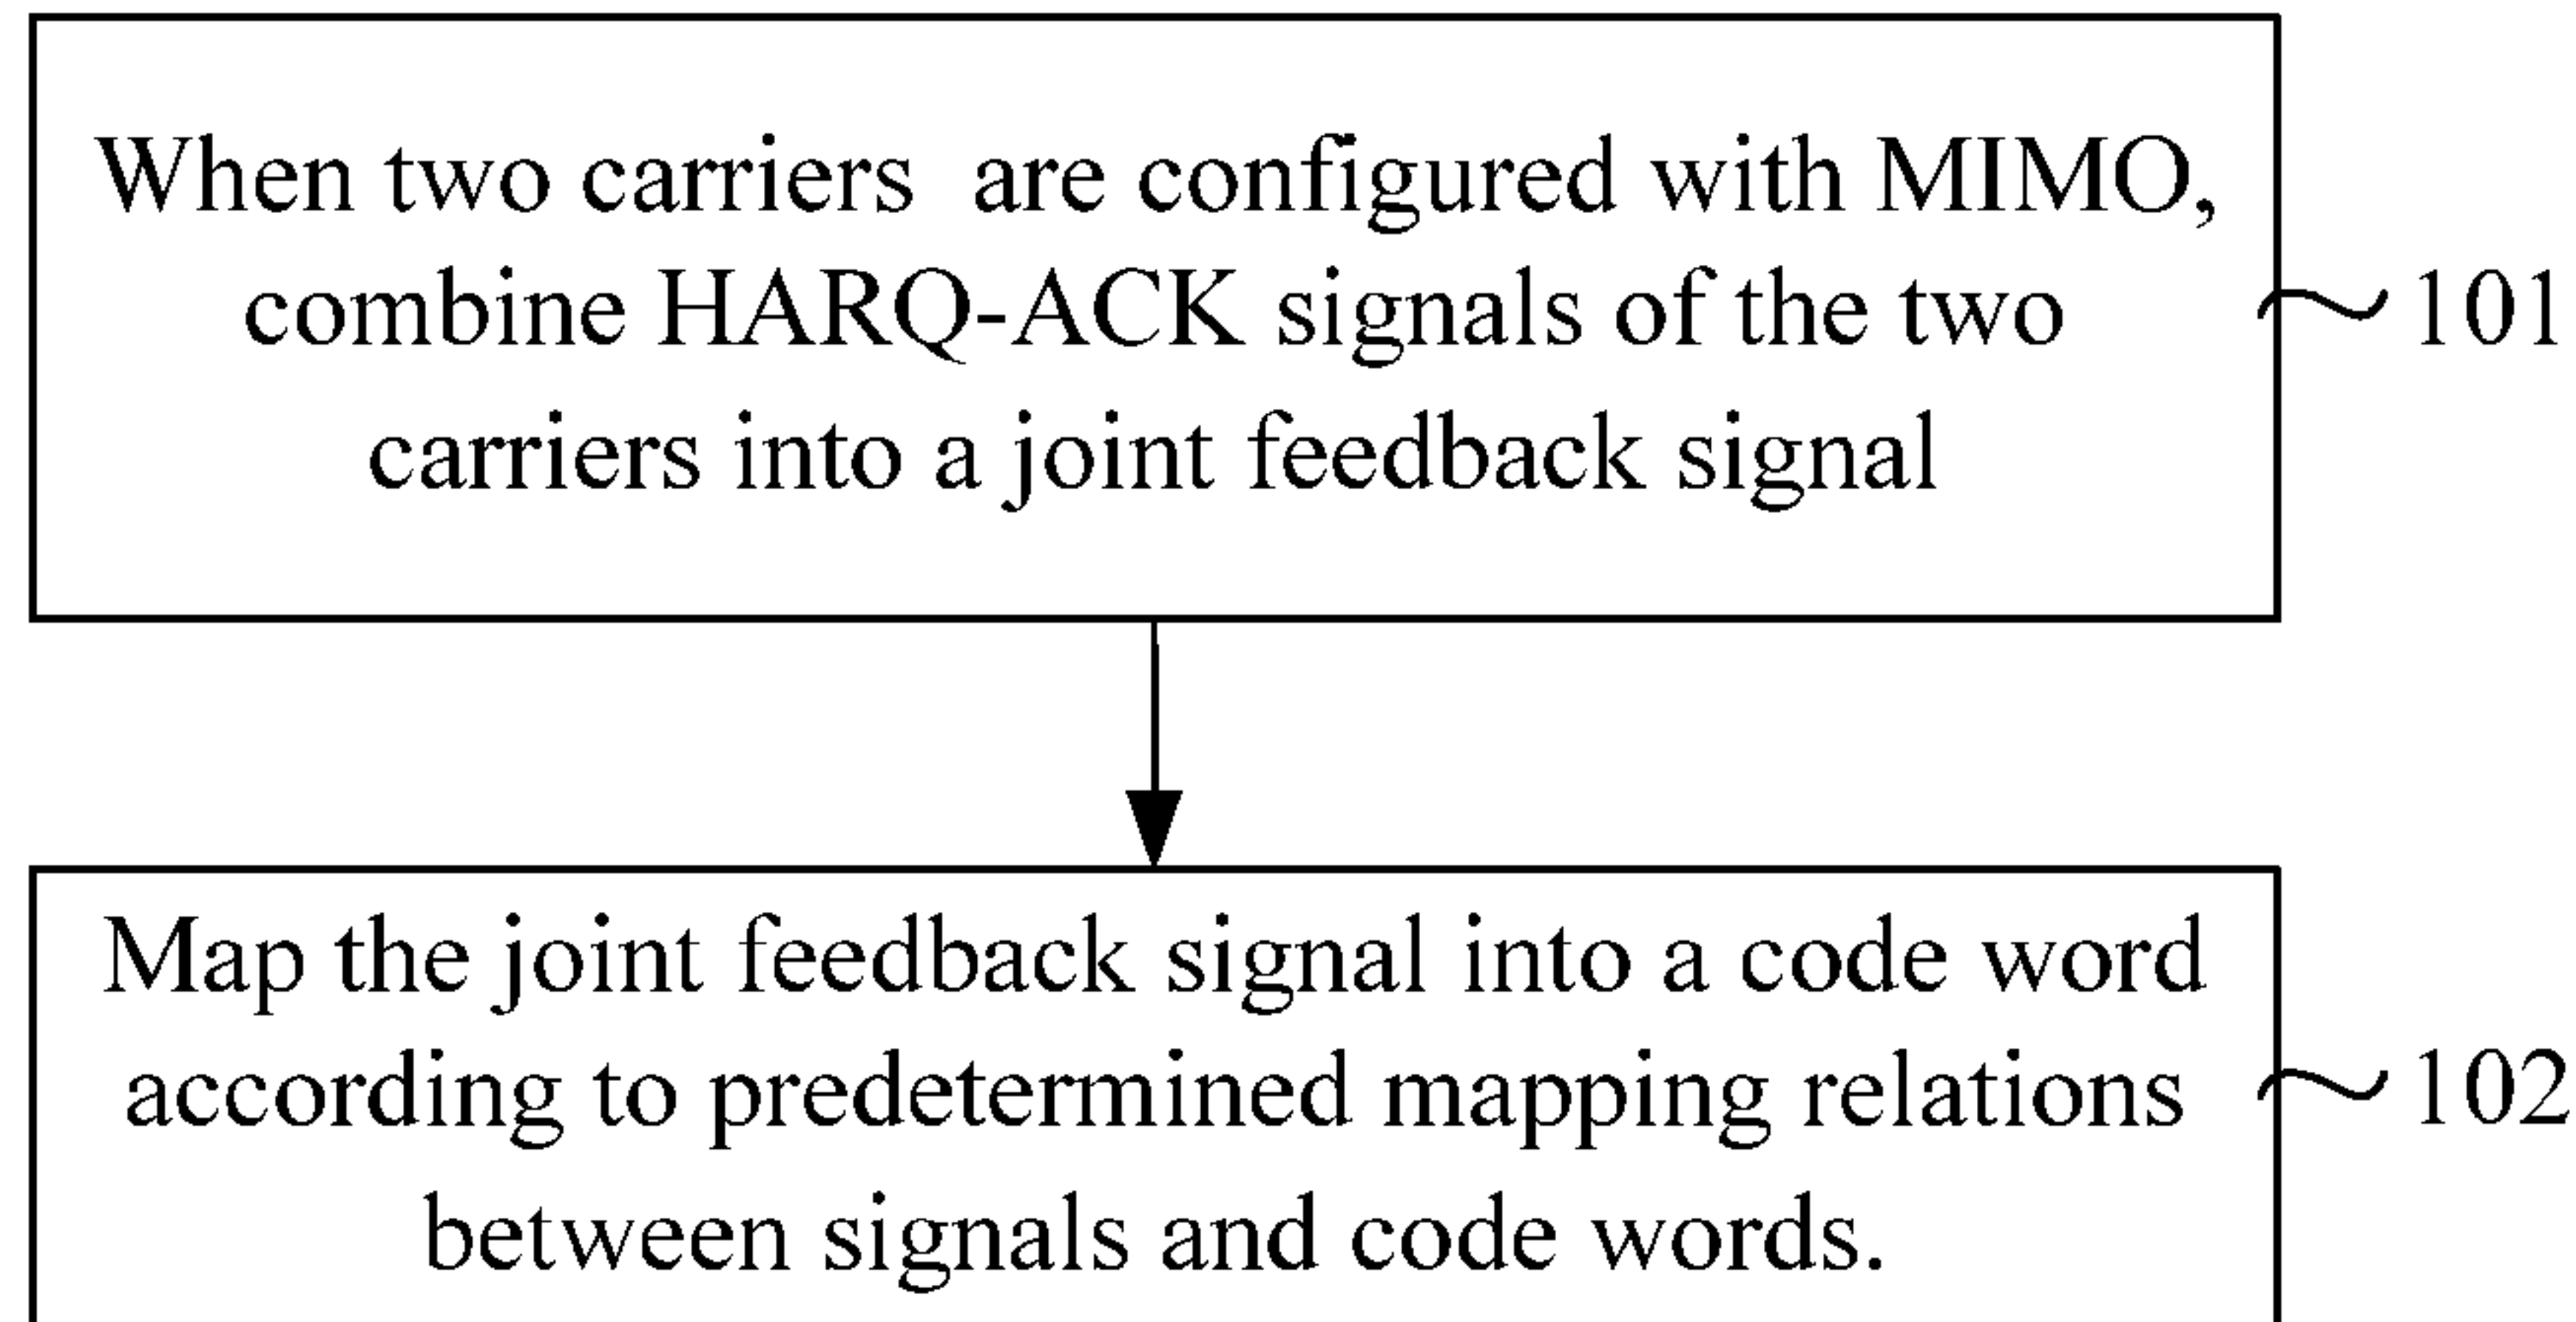 When two carriers are configured with MIMO,
combine HARQ-ACK signals of the two
carriers into a joint feedback signal
101
Map the joint feedback signal into a code word
according to predetermined mapping relations
between signals and code words.
102